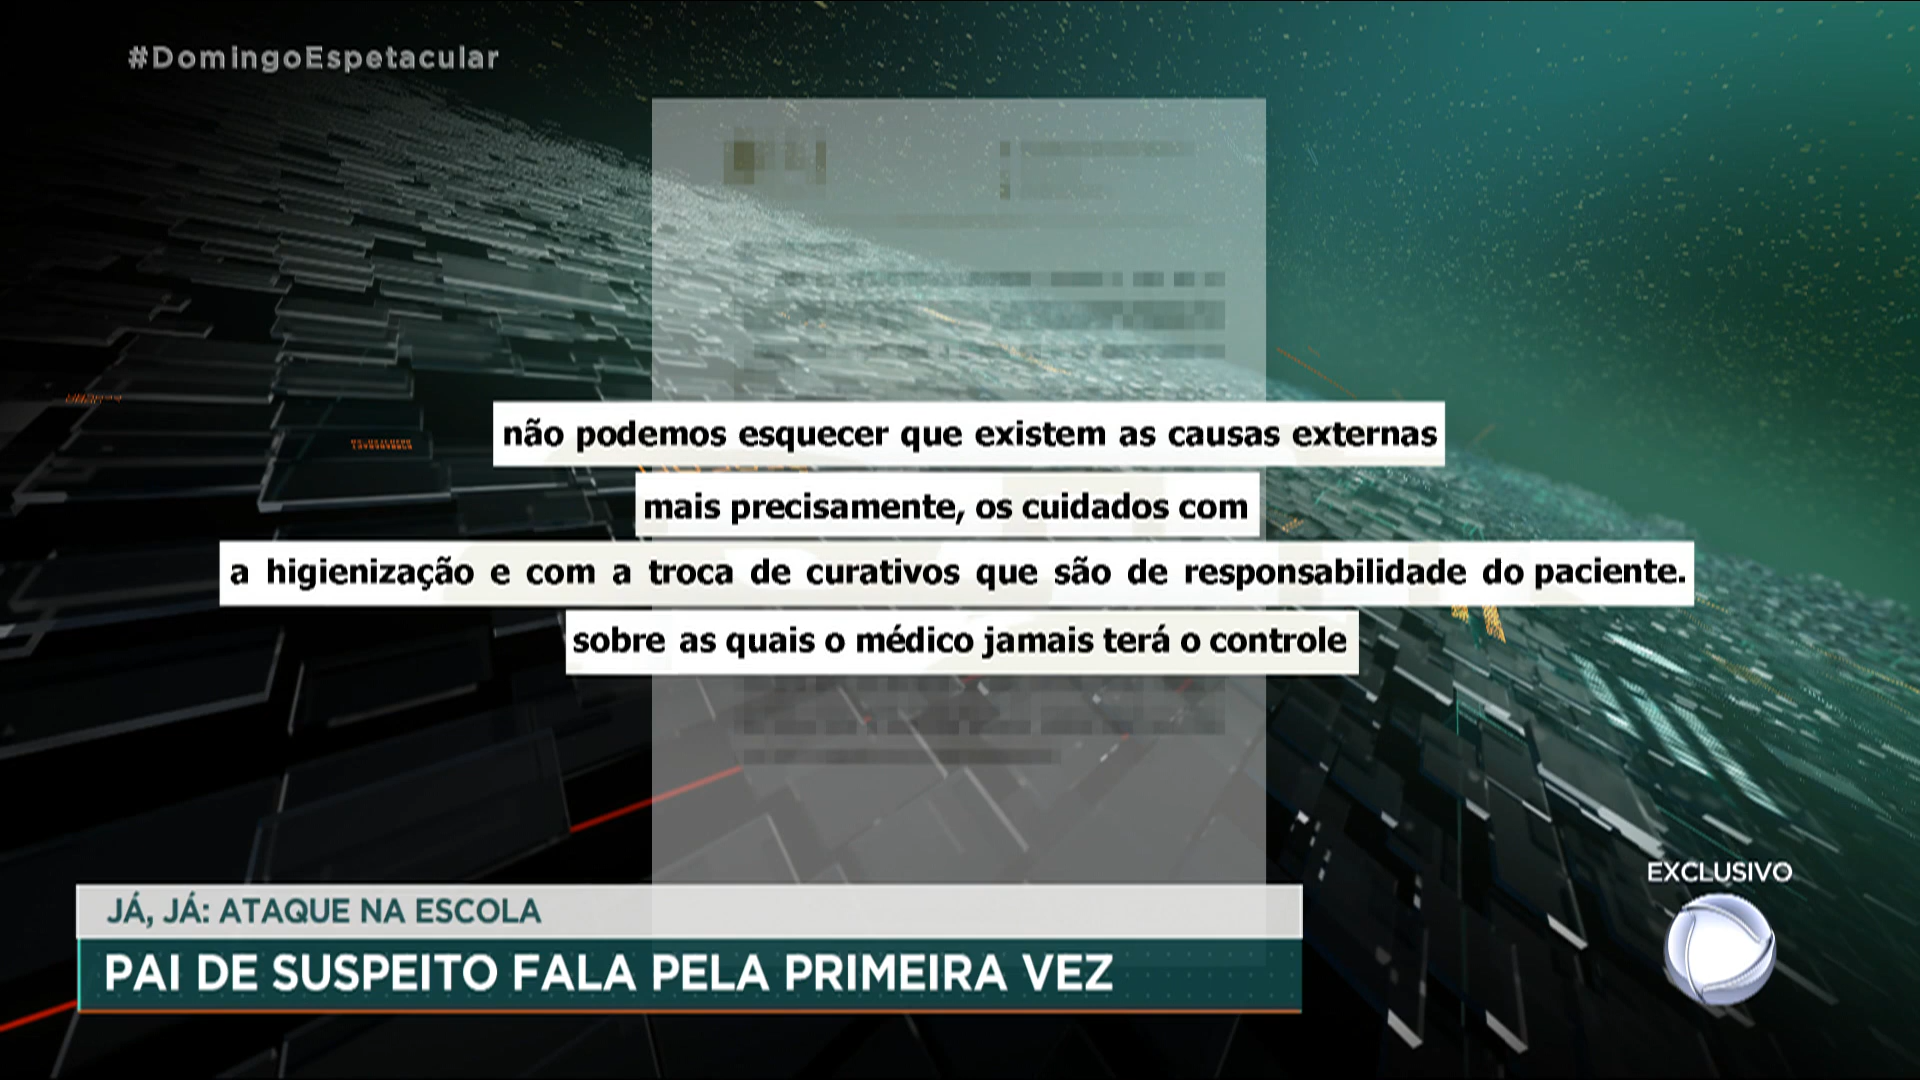 #DomingoEspetacular
não podemos esquecer que existem as causas externas
mais precisamente, os cuidados com
a higienização e com a troca de curativos que são de responsabilidade do paciente.
sobre as quais o médico jamais terá o controle
EXCLUSIVO
JÁ, JÁ: ATAQUE NA ESCOLA
PAI DE SUSPEITO FALA PELA PRIMEIRA VEZ